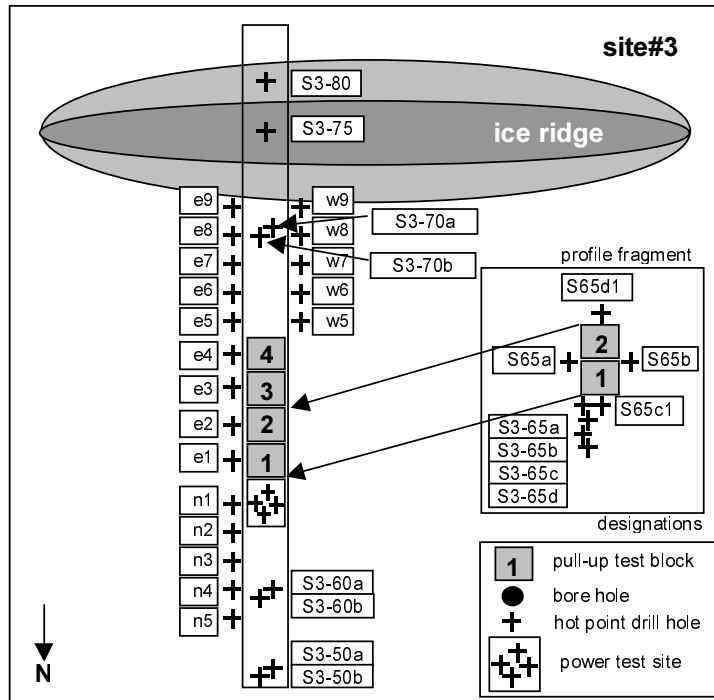 site#3
S3-80
S3-75
ice ridge
e9
w9
e8
w8
S3-70a
e7
w7
S3-70b
e6
w6
e5
w5
e4
4
e3
3
e2
2
e1
1
n1
n2
n3
n4
n5
S3-60a
S3-60b
S3-50a
S3-50b
N
profile fragment
S65d1
2
S65a
S65b
1
S65c1
S3-65a
S3-65b
S3-65c
S3-65d
designations
1
pull-up test block
bore hole
hot point drill hole
power test site